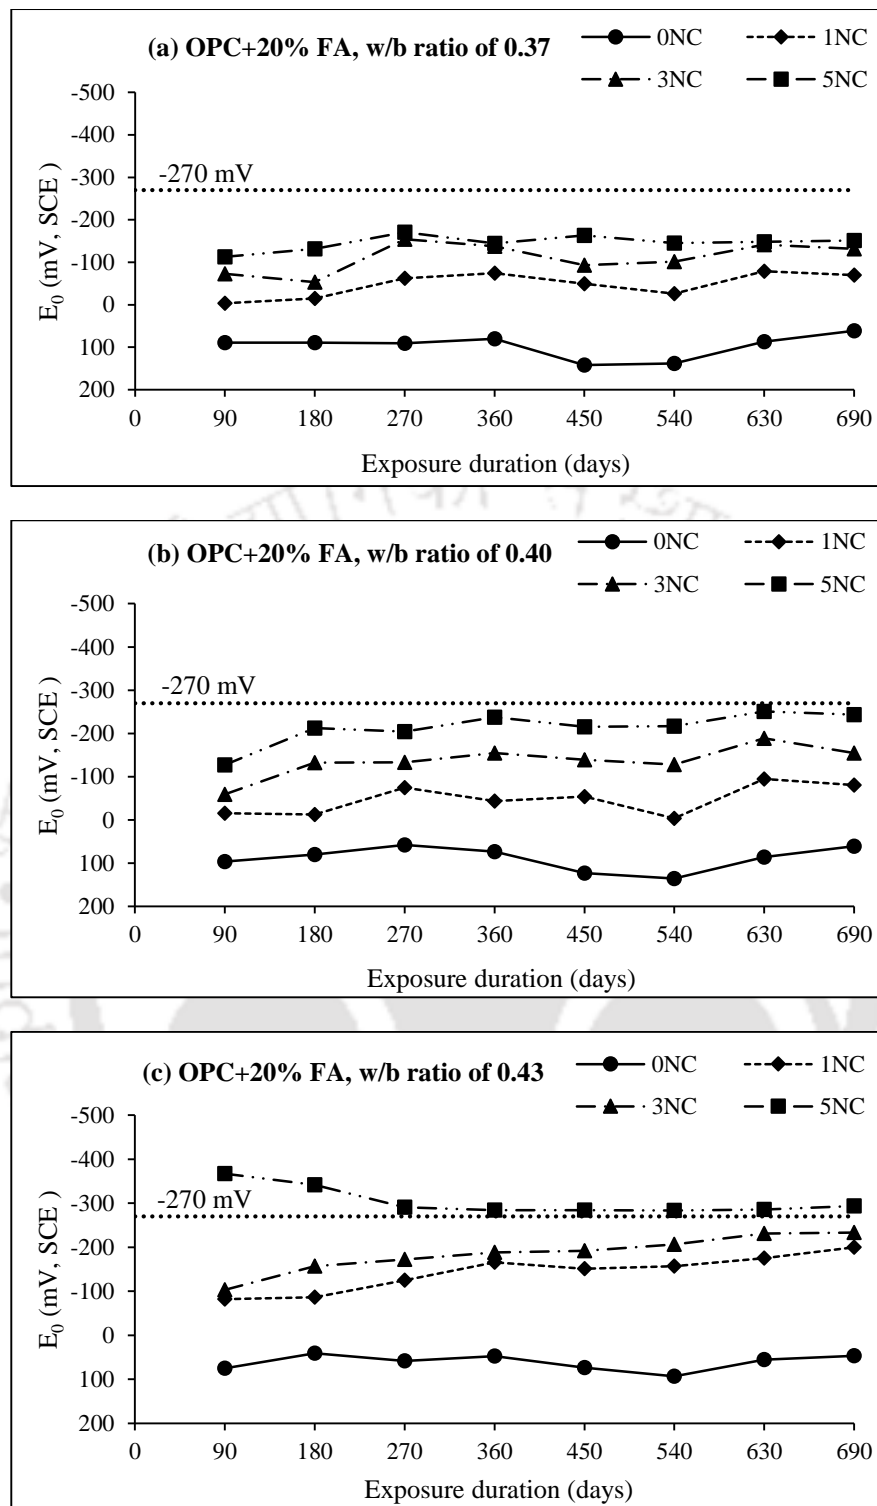 (a) OPC+20% FA, w/b ratio of 0.37
0NC
1NC
3NC
5NC
-500
-400
-300
-200
-100
0
100
200
-270 mV
E0 (mV, SCE )
0 90 180 270 360 450 540 630 690
Exposure duration (days)
(b) OPC+20% FA, w/b ratio of 0.40
0NC
1NC
3NC
5NC
-500
-400
-300
-200
-100
0
100
200
-270 mV
E0 (mV, SCE )
0 90 180 270 360 450 540 630 690
Exposure duration (days)
(c) OPC+20% FA, w/b ratio of 0.43
0NC
1NC
3NC
5NC
-500
-400
-300
-200
-100
0
100
200
-270 mV
E0 (mV, SCE )
0 90 180 270 360 450 540 630 690
Exposure duration (days)